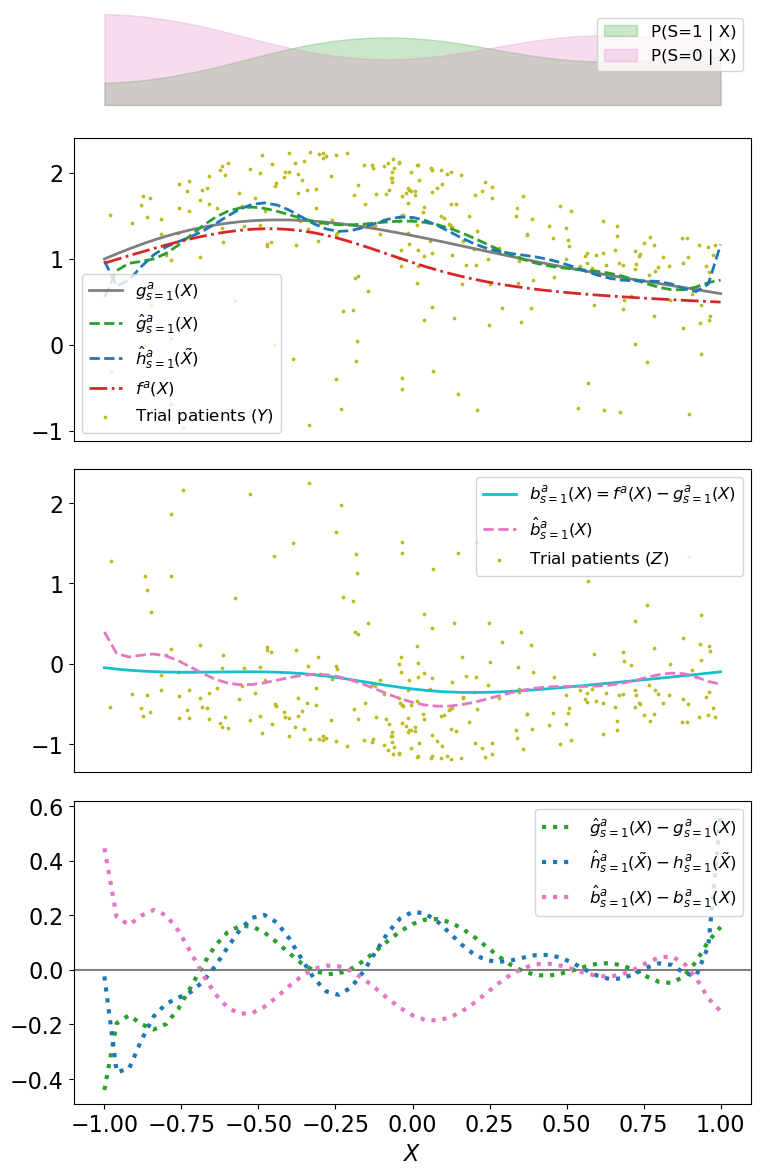 P(S=1 | X)
P(S=0 | X)
2
1
0
−1
g^a_{s=1}(X)
ĝ^a_{s=1}(X)
ĥ^a_{s=1}(X̃)
f^a(X)
Trial patients (Y)
2
1
0
−1
b^a_{s=1}(X) = f^a(X) − g^a_{s=1}(X)
b̂^a_{s=1}(X)
Trial patients (Z)
0.6
0.4
0.2
0.0
−0.2
−0.4
ĝ^a_{s=1}(X) − g^a_{s=1}(X)
ĥ^a_{s=1}(X̃) − h^a_{s=1}(X̃)
b̂^a_{s=1}(X) − b^a_{s=1}(X)
−1.00 −0.75 −0.50 −0.25 0.00 0.25 0.50 0.75 1.00
X